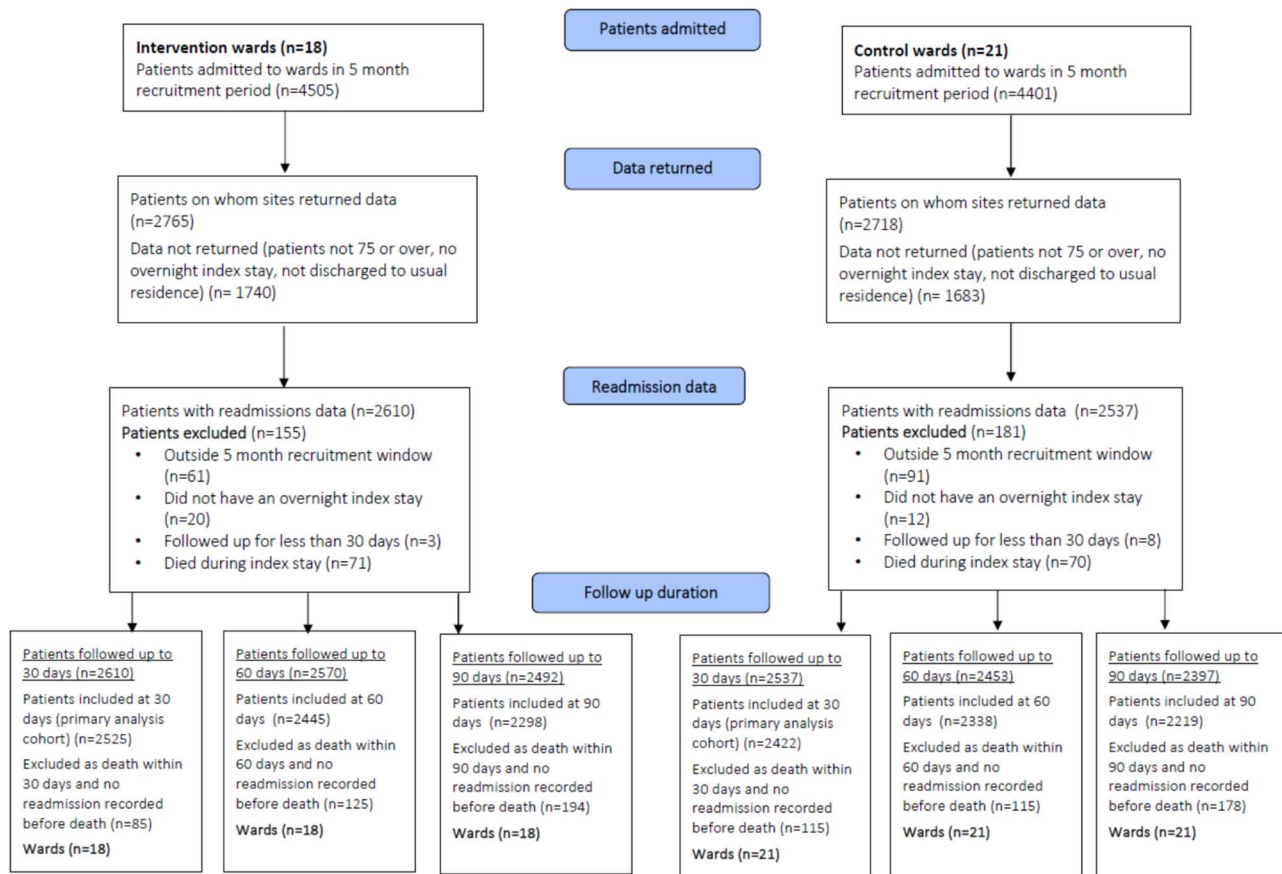 Patients admitted
Intervention wards (n=18)
Patients admitted to wards in 5 month
recruitment period (n=4505)
Control wards (n=21)
Patients admitted to wards in 5 month
recruitment period (n=4401)
Data returned
Patients on whom sites returned data
(n=2765)
Data not returned (patients not 75 or over, no
overnight index stay, not discharged to usual
residence) (n= 1740)
Patients on whom sites returned data
(n=2718)
Data not returned (patients not 75 or over, no
overnight index stay, not discharged to usual
residence) (n= 1683)
Readmission data
Patients with readmissions data (n=2610)
Patients excluded (n=155)
• Outside 5 month recruitment window
(n=61)
• Did not have an overnight index stay
(n=20)
• Followed up for less than 30 days (n=3)
• Died during index stay (n=71)
Patients with readmissions data (n=2537)
Patients excluded (n=181)
• Outside 5 month recruitment window
(n=91)
• Did not have an overnight index stay
(n=12)
• Followed up for less than 30 days (n=8)
• Died during index stay (n=70)
Follow up duration
Patients followed up to
30 days (n=2610)
Patients included at 30
days (primary analysis
cohort) (n=2525)
Excluded as death within
30 days and no
readmission recorded
before death (n=85)
Wards (n=18)
Patients followed up to
60 days (n=2570)
Patients included at 60
days (n=2445)
Excluded as death within
60 days and no
readmission recorded
before death (n=125)
Wards (n=18)
Patients followed up to
90 days (n=2492)
Patients included at 90
days (n=2298)
Excluded as death within
90 days and no
readmission recorded
before death (n=194)
Wards (n=18)
Patients followed up to
30 days (n=2537)
Patients included at 30
days (primary analysis
cohort) (n=2422)
Excluded as death within
30 days and no
readmission recorded
before death (n=115)
Wards (n=21)
Patients followed up to
60 days (n=2453)
Patients included at 60
days (n=2338)
Excluded as death within
60 days and no
readmission recorded
before death (n=115)
Wards (n=21)
Patients followed up to
90 days (n=2397)
Patients included at 90
days (n=2219)
Excluded as death within
90 days and no
readmission recorded
before death (n=178)
Wards (n=21)